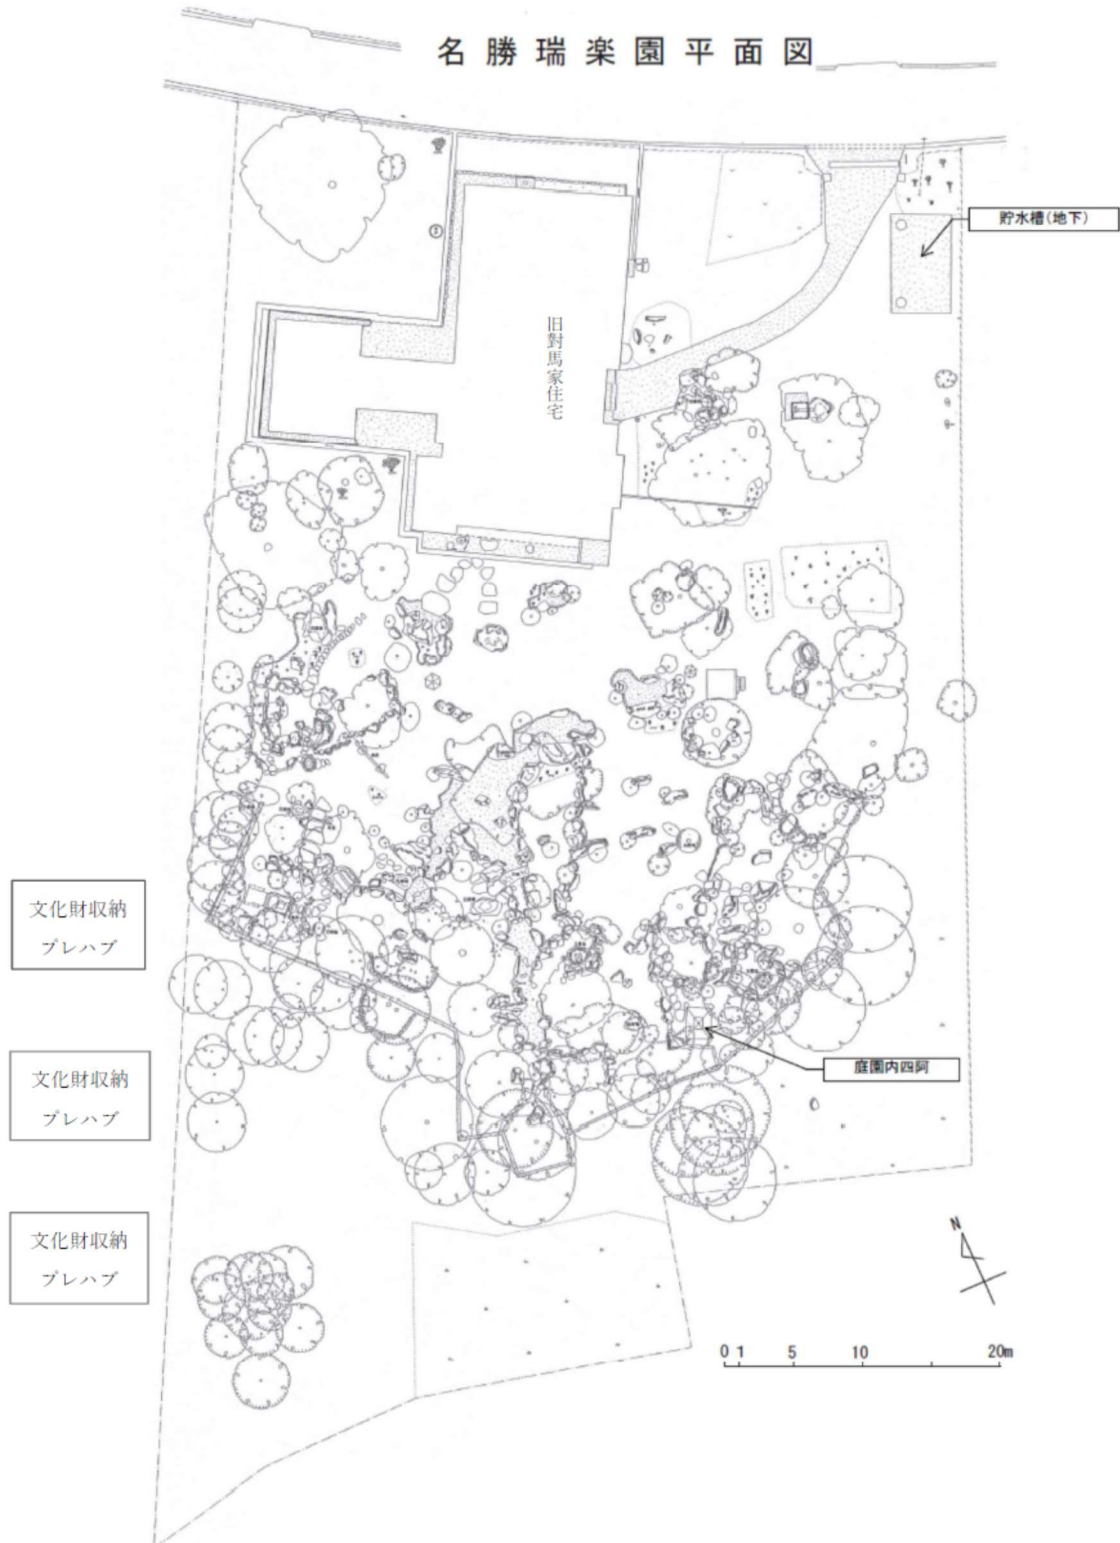 名勝瑞楽園平面図
貯水槽(地下)
旧對馬家住宅
文化財収納
プレハブ
文化財収納
プレハブ
庭園内四阿
文化財収納
プレハブ
N
0 1 5 10 20m